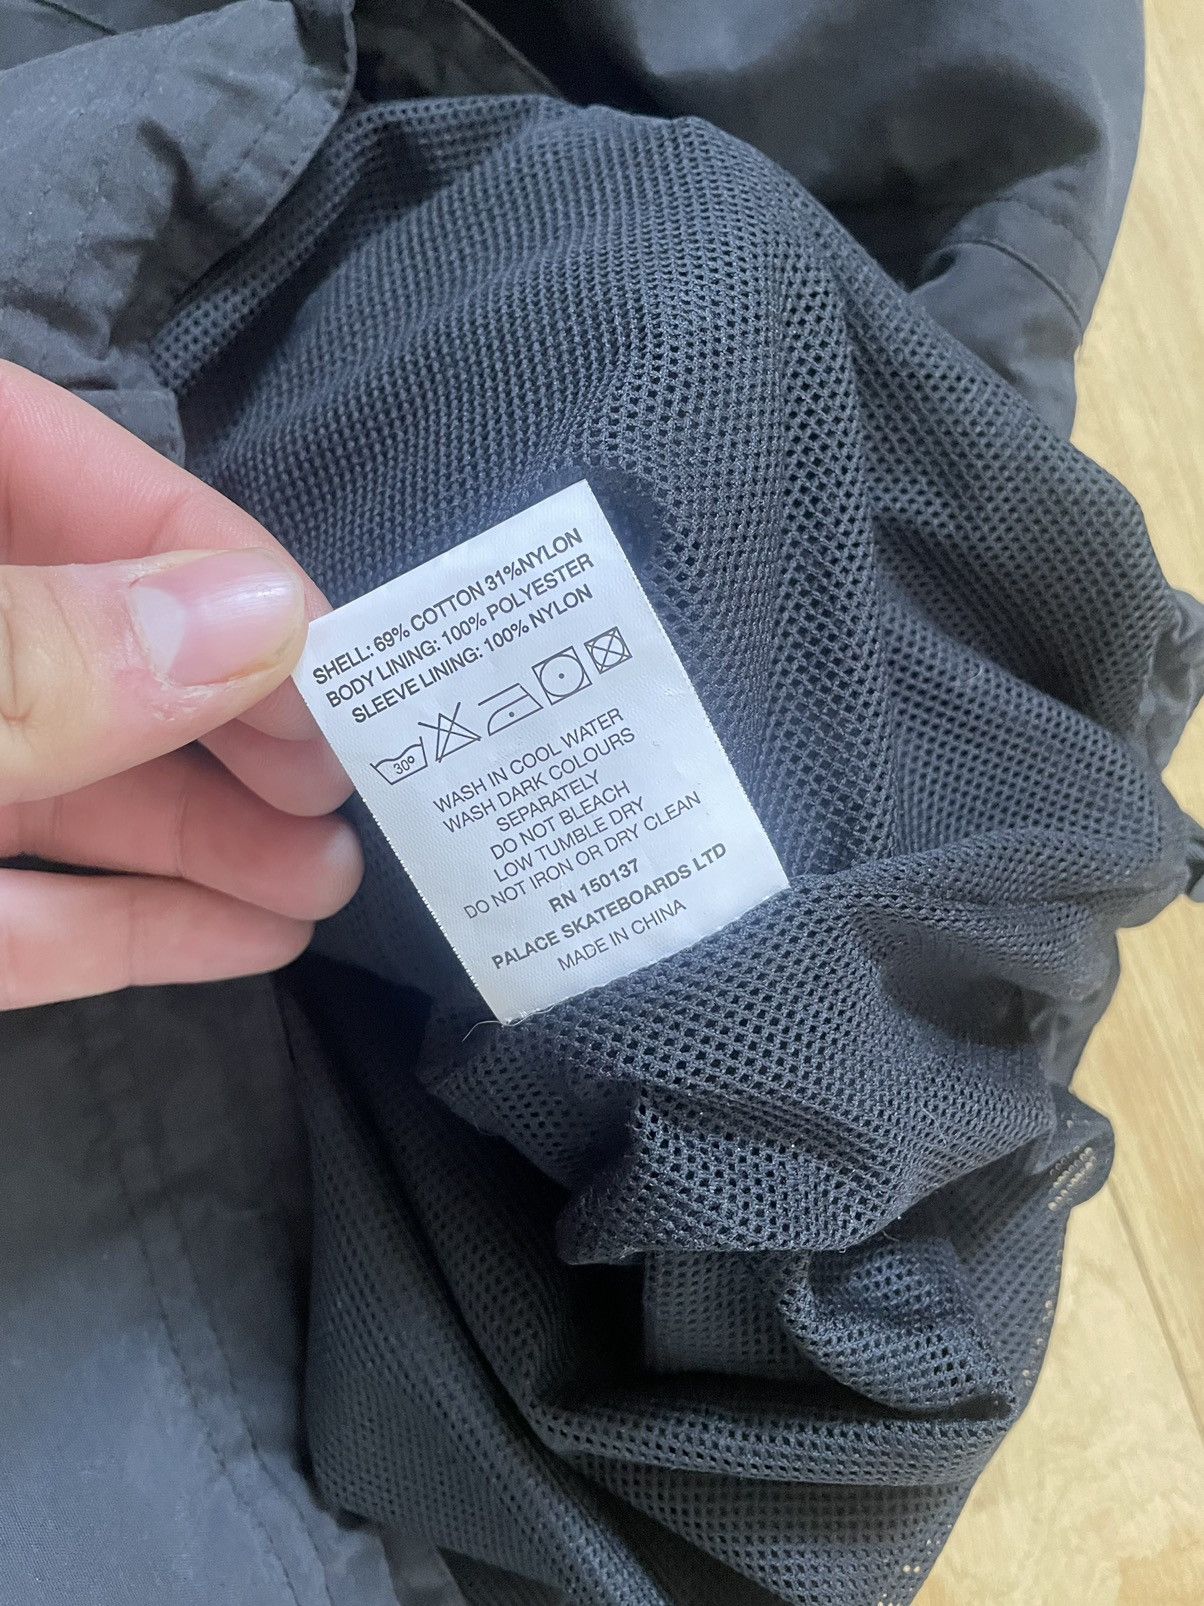 SHELL: 69% COTTON 31%NYLON
BODY LINING: 100% POLYESTER
SLEEVE LINING: 100% NYLON
30°
WASH IN COOL WATER
WASH DARK COLOURS
SEPARATELY
DO NOT BLEACH
LOW TUMBLE DRY
DO NOT IRON OR DRY CLEAN
RN 150137
PALACE SKATEBOARDS LTD
MADE IN CHINA